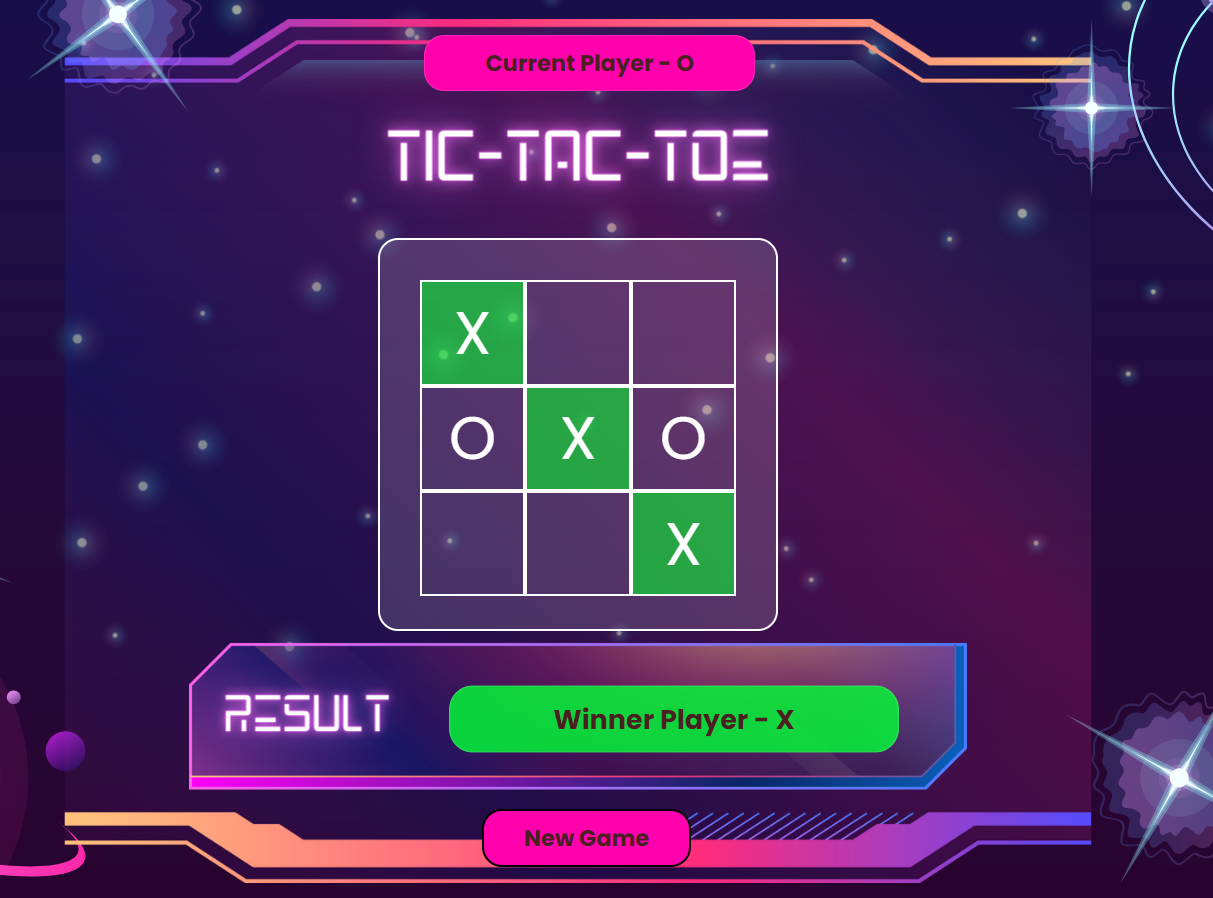 Current Player - O
TIC-TAC-TOE
X
O X O
X
RESULT
Winner Player - X
New Game